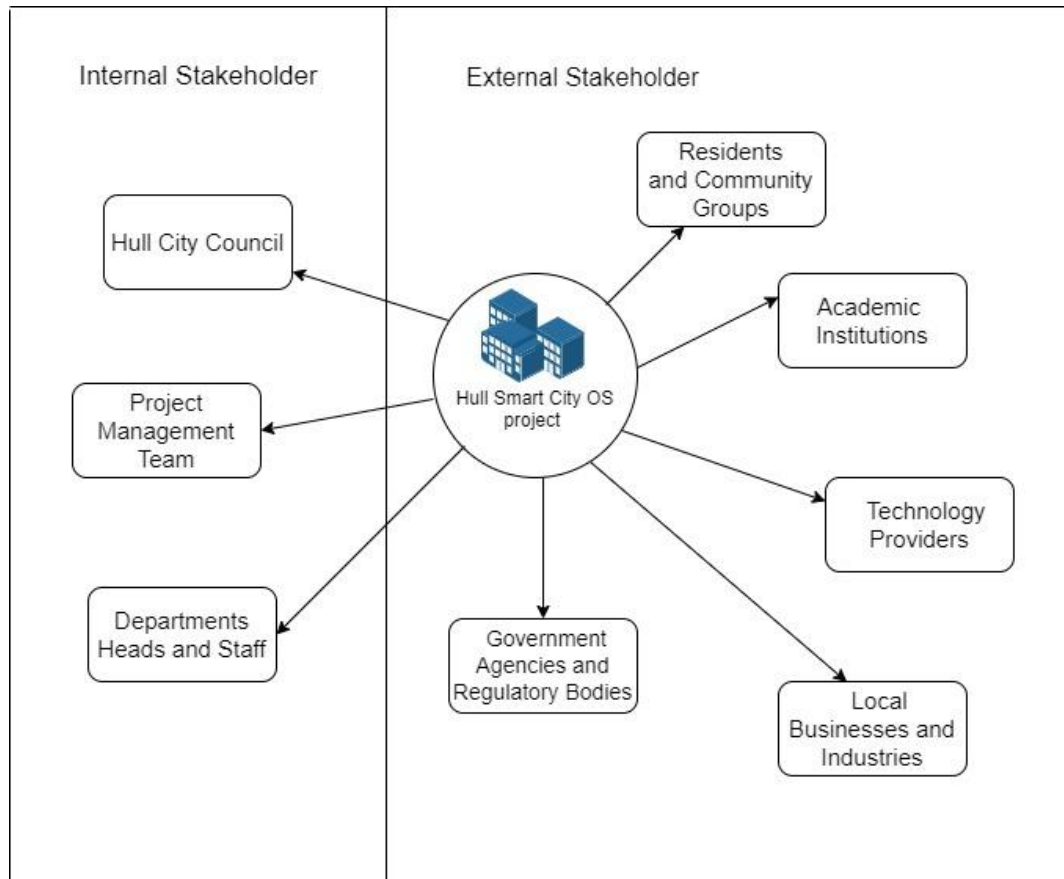 Internal Stakeholder
External Stakeholder
Residents
and Community
Groups
Hull City Council
Academic
Institutions
Hull Smart City OS
project
Project
Management
Team
Technology
Providers
Departments
Heads and Staff
Government
Agencies and
Regulatory Bodies
Local
Businesses and
Industries